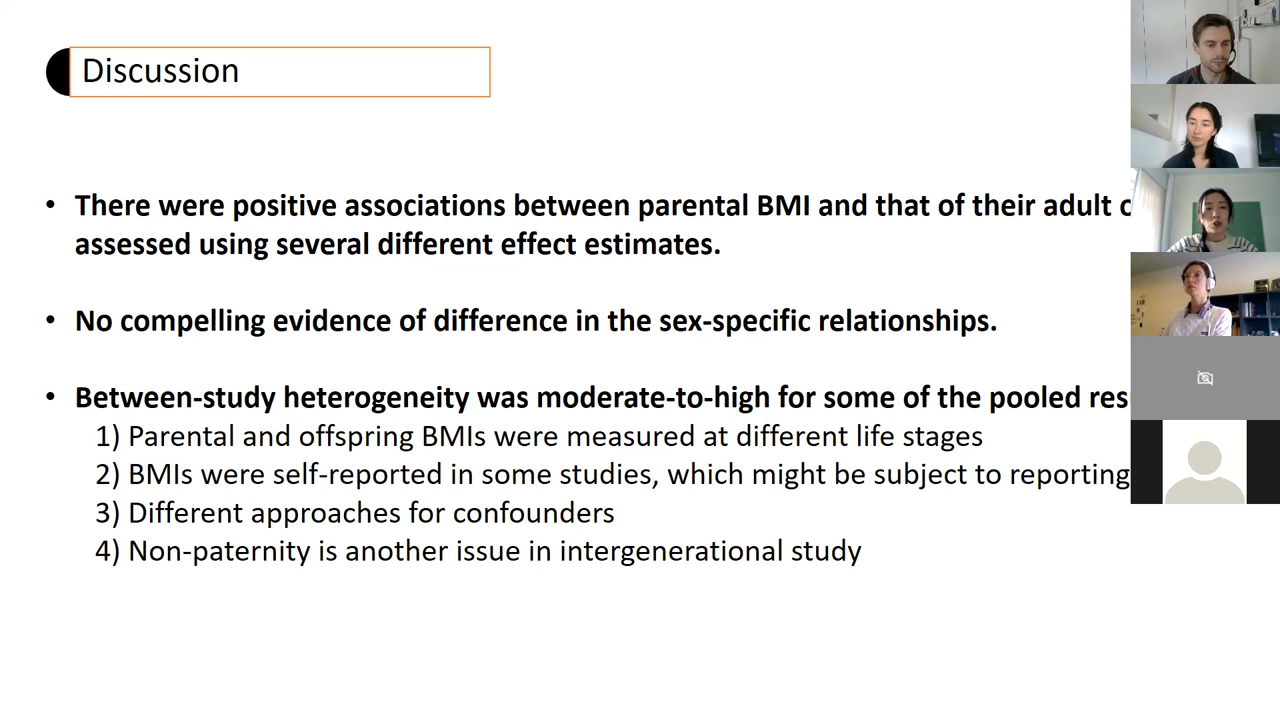 Discussion
• There were positive associations between parental BMI and that of their adult
assessed using several different effect estimates.
• No compelling evidence of difference in the sex-specific relationships.
• Between-study heterogeneity was moderate-to-high for some of the pooled res
1) Parental and offspring BMIs were measured at different life stages
2) BMIs were self-reported in some studies, which might be subject to reporting
3) Different approaches for confounders
4) Non-paternity is another issue in intergenerational study